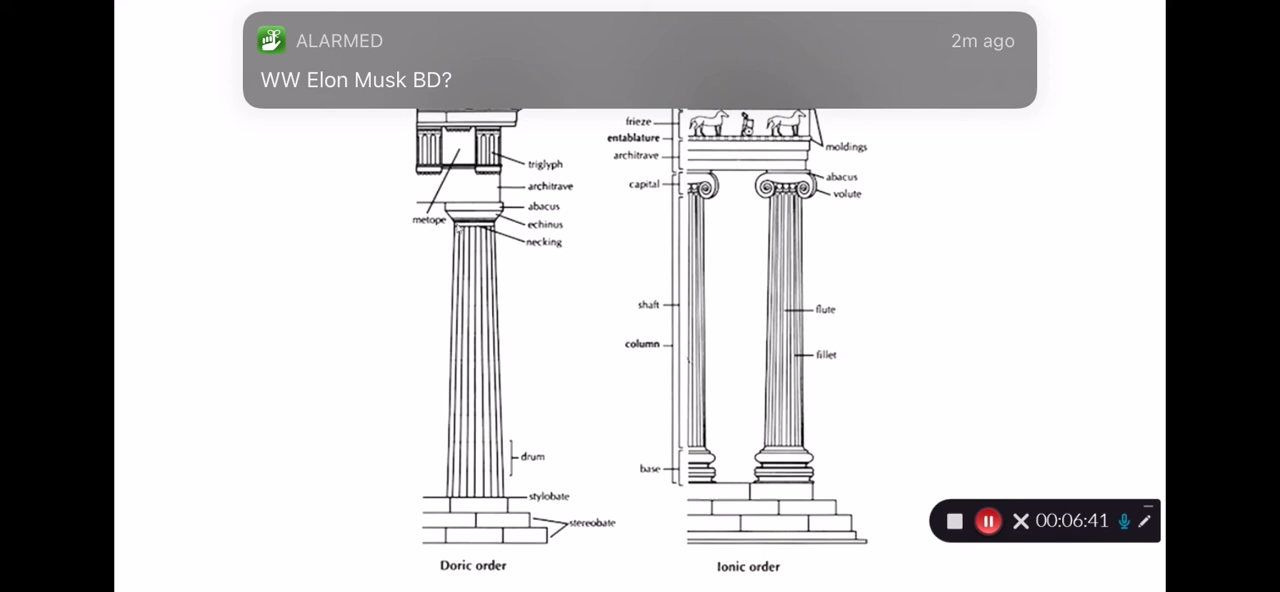 ALARMED
2m ago
WW Elon Musk BD?
triglyph
architrave
metope
abacus
echinus
necking
drum
stylobate
stereobate
Doric order
frieze
entablature
architrave
capital
shaft
column
base
moldings
abacus
volute
flute
fillet
Ionic order
00:06:41